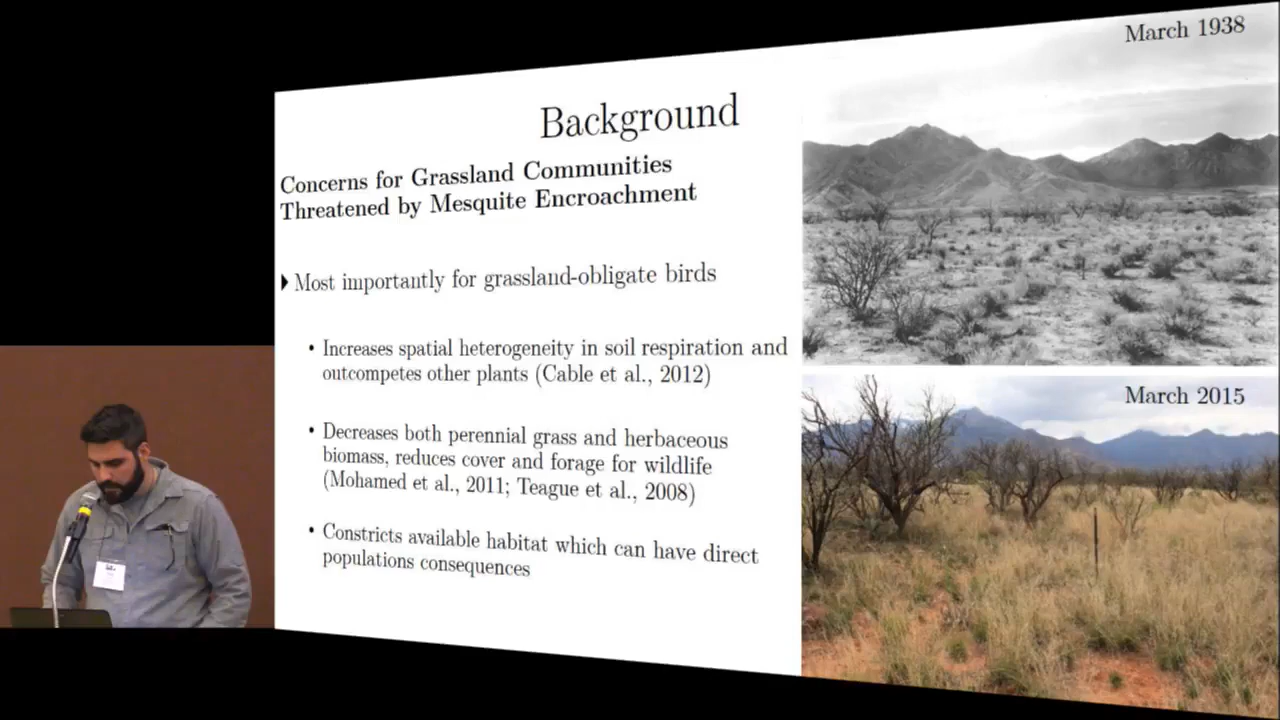 March 1938
Background
Concerns for Grassland Communities
Threatened by Mesquite Encroachment
Most importantly for grassland-obligate birds
• Increases spatial heterogeneity in soil respiration and
outcompetes other plants (Cable et al., 2012)
• Decreases both perennial grass and herbaceous
biomass, reduces cover and forage for wildlife
(Mohamed et al., 2011; Teague et al., 2008)
• Constricts available habitat which can have direct
populations consequences
March 2015